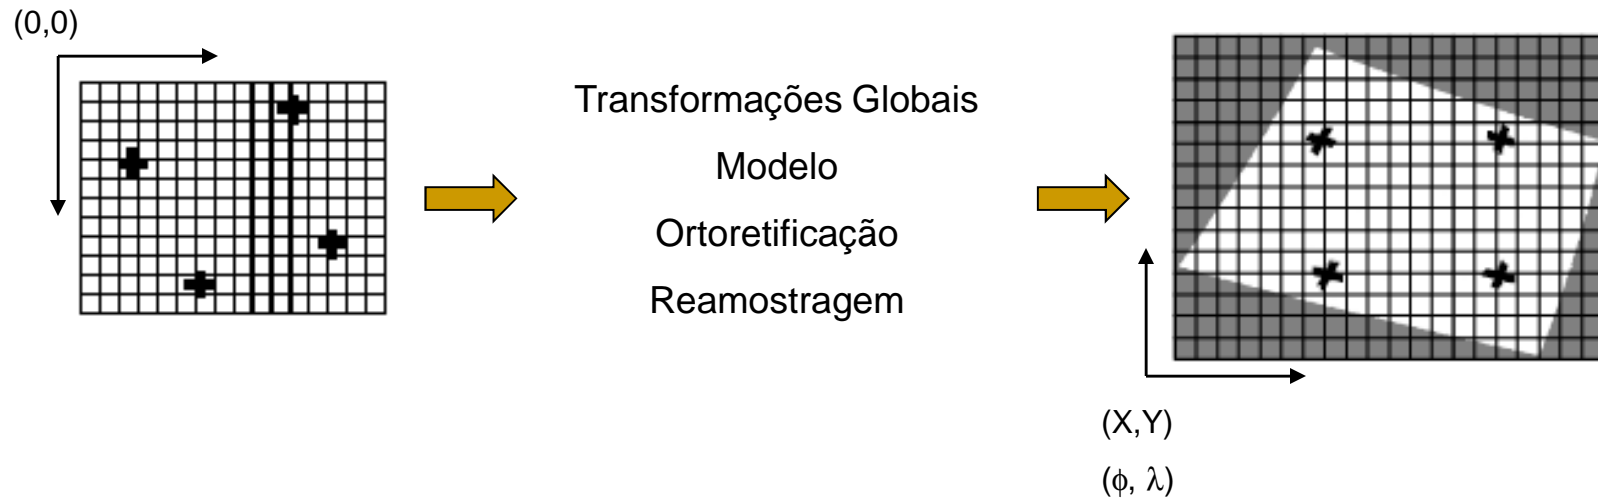 (0,0)
Transformações Globais
Modelo
Ortoretificação
Reamostragem
(X,Y)
(ϕ, λ)